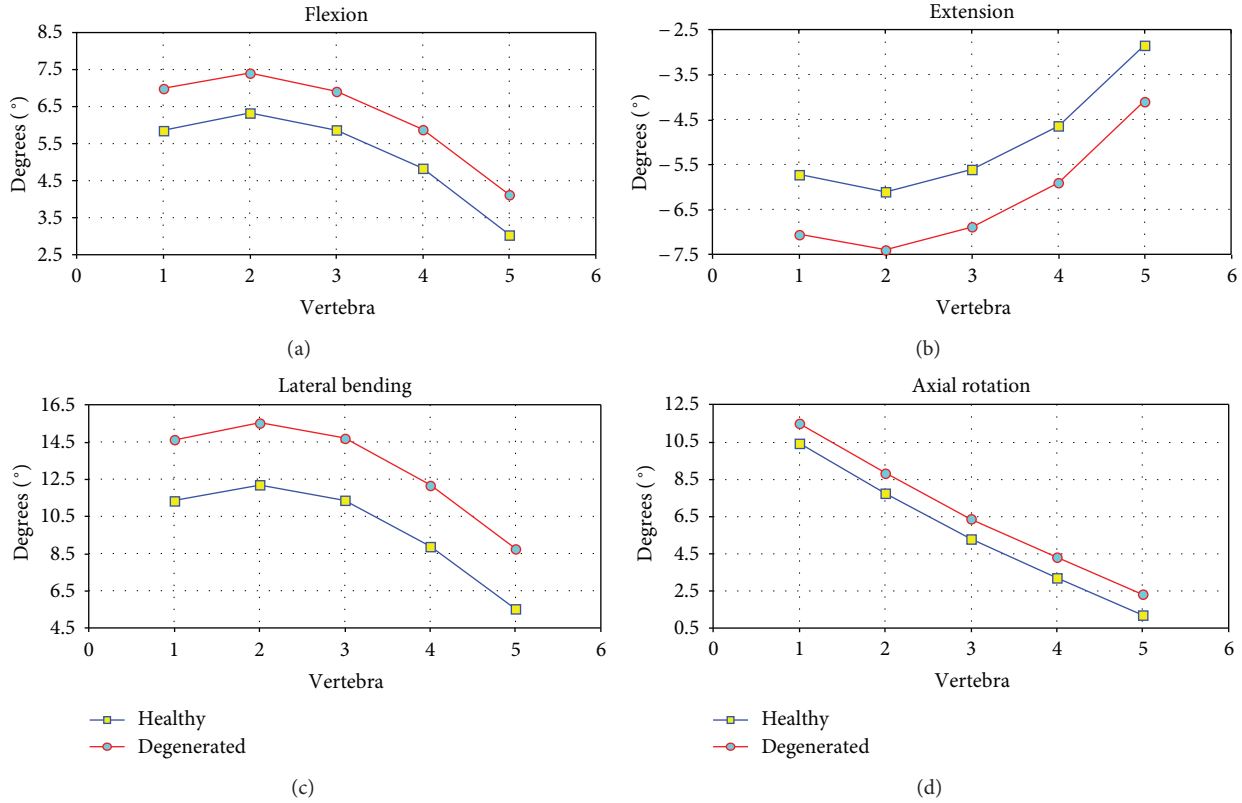 Flexion
8.5
7.5
6.5
5.5
4.5
3.5
2.5
Degrees (°)
0 1 2 3 4 5 6
Vertebra
(a)
Extension
−2.5
−3.5
−4.5
−5.5
−6.5
−7.5
Degrees (°)
0 1 2 3 4 5 6
Vertebra
(b)
Lateral bending
16.5
14.5
12.5
10.5
8.5
6.5
4.5
Degrees (°)
0 1 2 3 4 5 6
Vertebra
Healthy
Degenerated
(c)
Axial rotation
12.5
10.5
8.5
6.5
4.5
2.5
0.5
Degrees (°)
0 1 2 3 4 5 6
Vertebra
Healthy
Degenerated
(d)